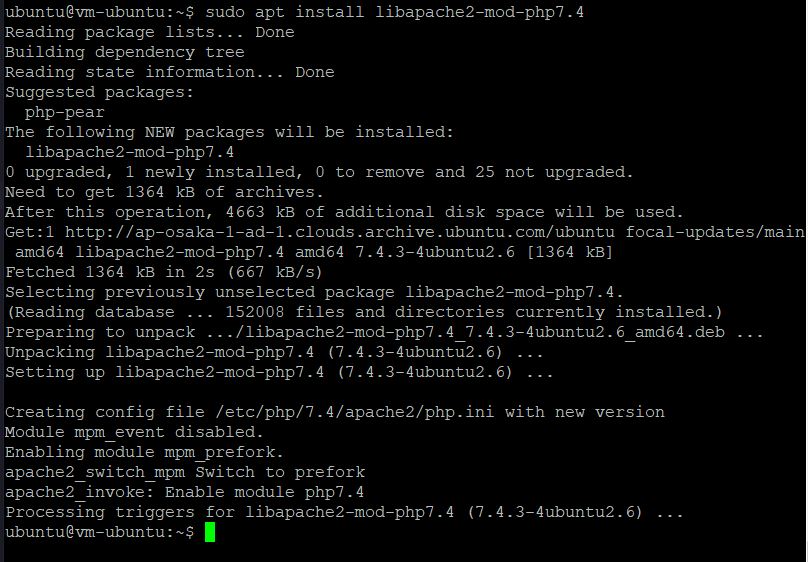 ubuntu@vm-ubuntu:~$ sudo apt install libapache2-mod-php7.4
Reading package lists... Done
Building dependency tree
Reading state information... Done
Suggested packages:
  php-pear
The following NEW packages will be installed:
  libapache2-mod-php7.4
0 upgraded, 1 newly installed, 0 to remove and 25 not upgraded.
Need to get 1364 kB of archives.
After this operation, 4663 kB of additional disk space will be used.
Get:1 http://ap-osaka-1-ad-1.clouds.archive.ubuntu.com/ubuntu focal-updates/main
 amd64 libapache2-mod-php7.4 amd64 7.4.3-4ubuntu2.6 [1364 kB]
Fetched 1364 kB in 2s (667 kB/s)
Selecting previously unselected package libapache2-mod-php7.4.
(Reading database ... 152008 files and directories currently installed.)
Preparing to unpack .../libapache2-mod-php7.4_7.4.3-4ubuntu2.6_amd64.deb ...
Unpacking libapache2-mod-php7.4 (7.4.3-4ubuntu2.6) ...
Setting up libapache2-mod-php7.4 (7.4.3-4ubuntu2.6) ...

Creating config file /etc/php/7.4/apache2/php.ini with new version
Module mpm_event disabled.
Enabling module mpm_prefork.
apache2_switch_mpm Switch to prefork
apache2_invoke: Enable module php7.4
Processing triggers for libapache2-mod-php7.4 (7.4.3-4ubuntu2.6) ...
ubuntu@vm-ubuntu:~$